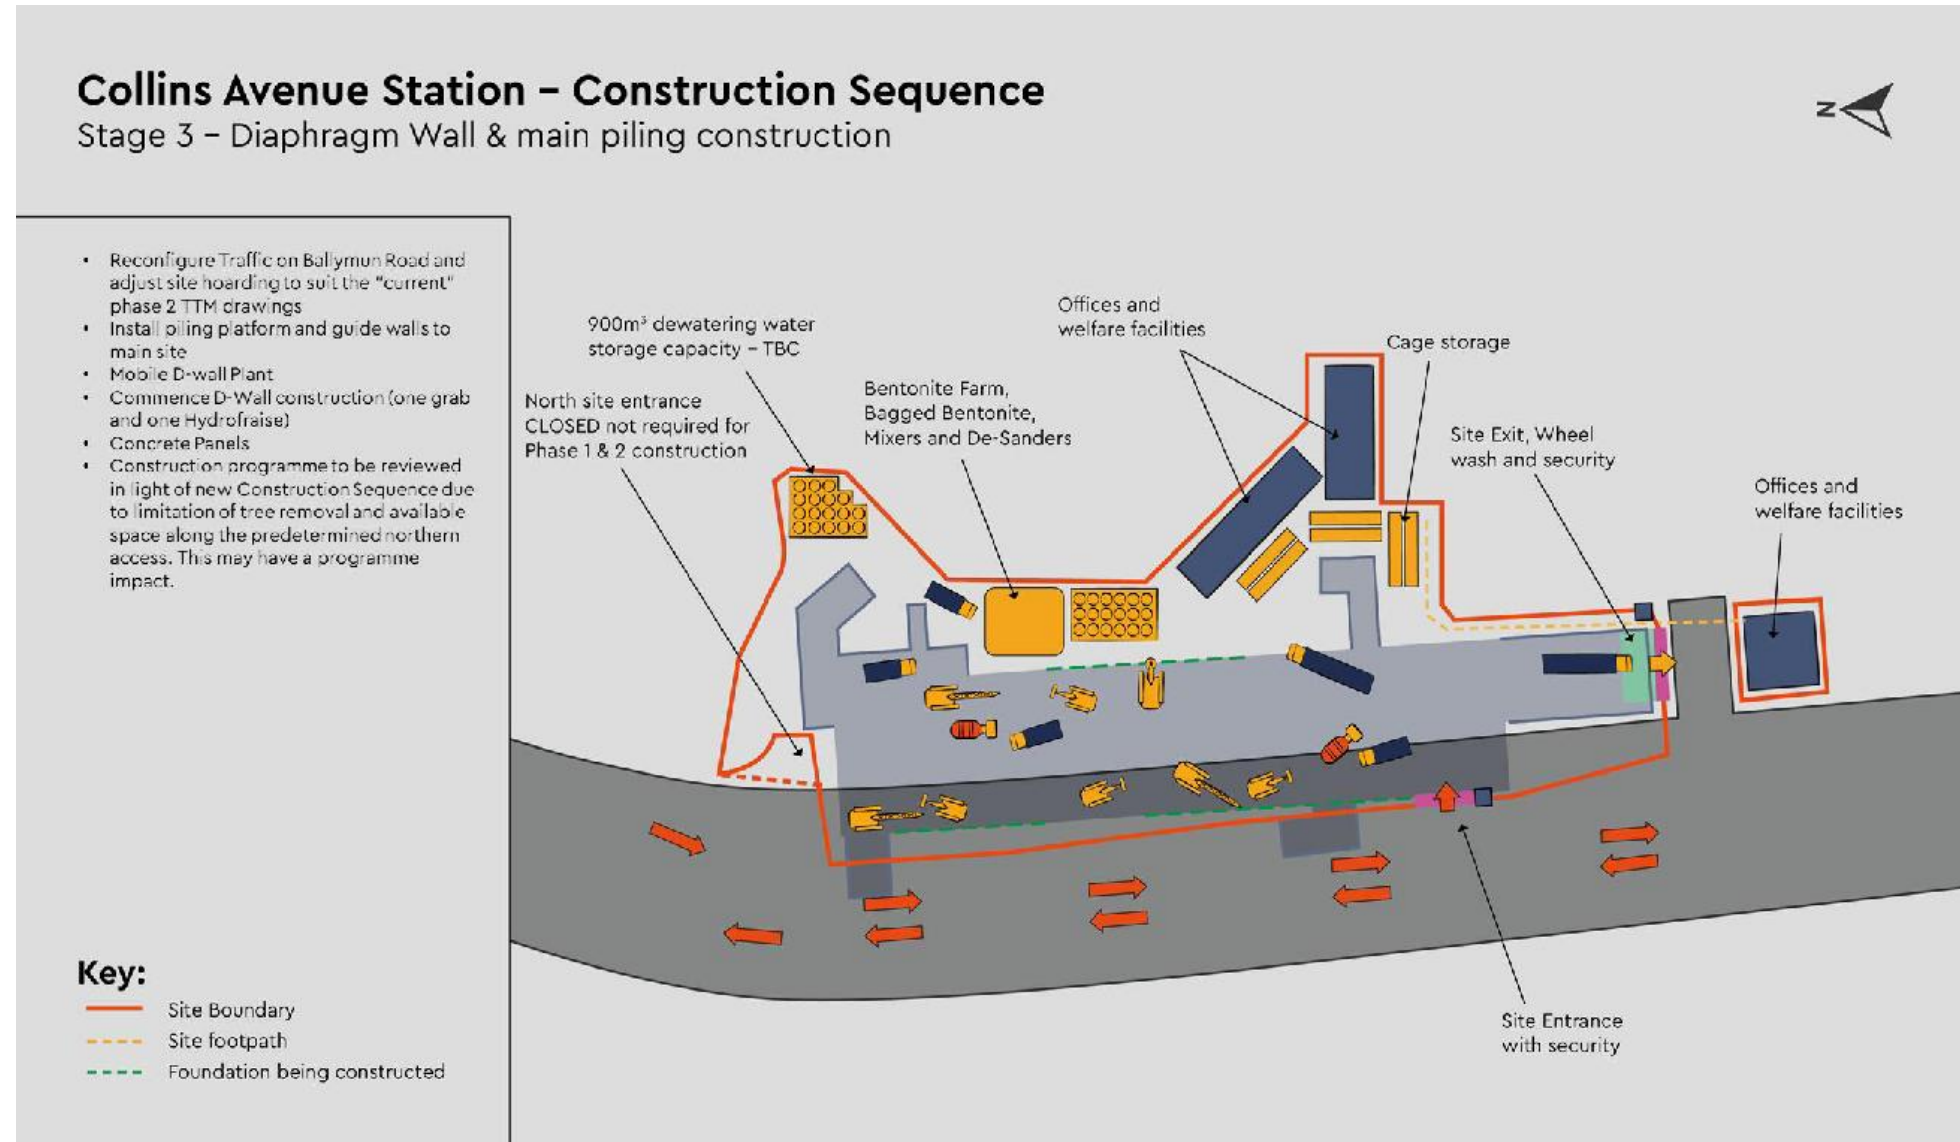 Collins Avenue Station – Construction Sequence
Stage 3 – Diaphragm Wall & main piling construction
N
• Reconfigure Traffic on Ballymun Road and
adjust site hoarding to suit the "current"
phase 2 TTM drawings
• Install piling platform and guide walls to
main site
• Mobile D-wall Plant
• Commence D-Wall construction (one grab
and one Hydrofraise)
• Concrete Panels
• Construction programme to be reviewed
in light of new Construction Sequence due
to limitation of tree removal and available
space along the predetermined northern
access. This may have a programme
impact.
900m³ dewatering water
storage capacity – TBC
North site entrance
CLOSED not required for
Phase 1 & 2 construction
Bentonite Farm,
Bagged Bentonite,
Mixers and De-Sanders
Offices and
welfare facilities
Cage storage
Site Exit, Wheel
wash and security
Offices and
welfare facilities
Site Entrance
with security
Key:
Site Boundary
Site footpath
Foundation being constructed